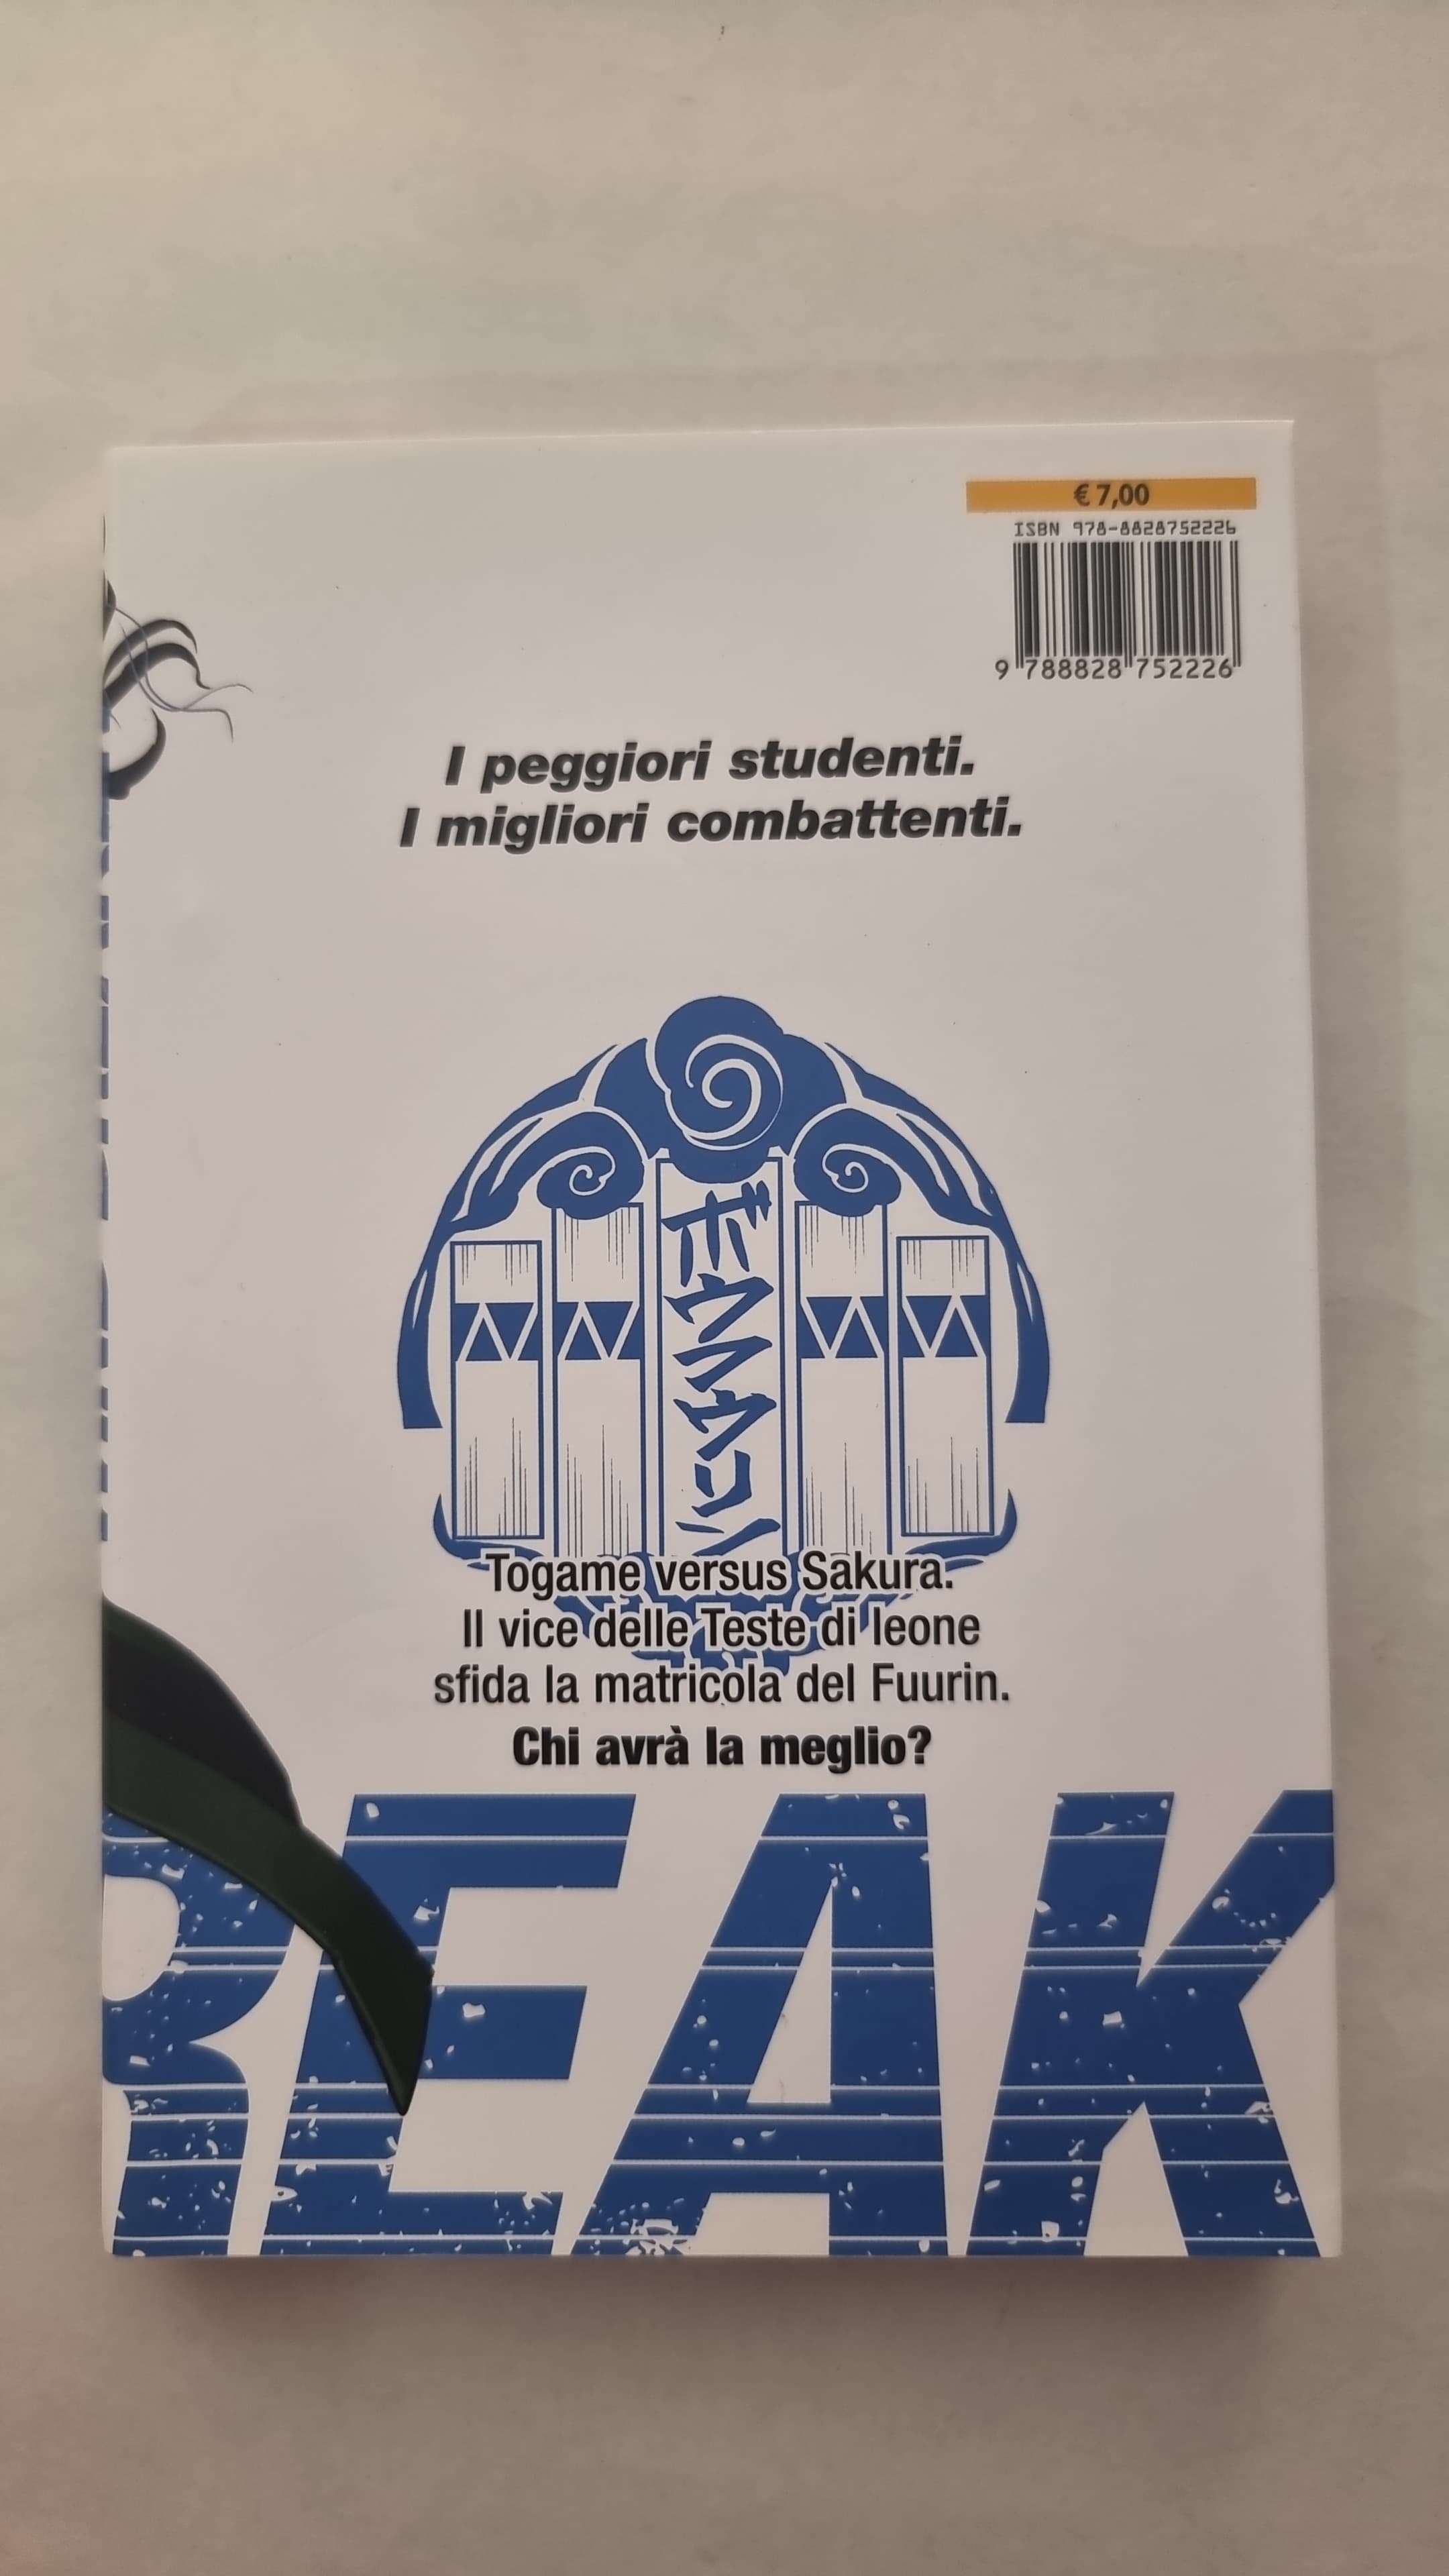 € 7,00
ISBN 978-8828752226
9 788828 752226
I peggiori studenti.
I migliori combattenti.
ボウフウリン
Togame versus Sakura.
Il vice delle Teste di leone
sfida la matricola del Fuurin.
Chi avrà la meglio?
REAK